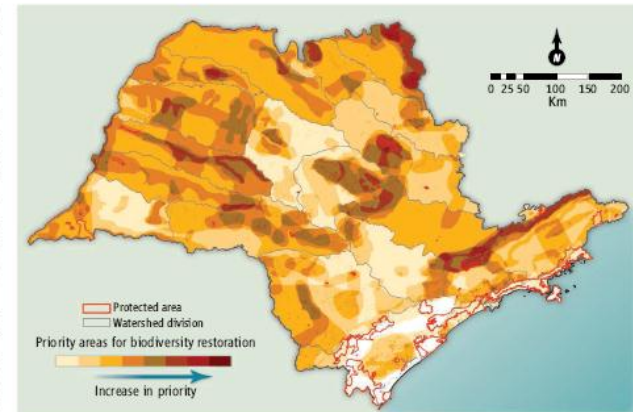 N
0 25 50 100 150 200
Km
Protected area
Watershed division
Priority areas for biodiversity restoration
Increase in priority